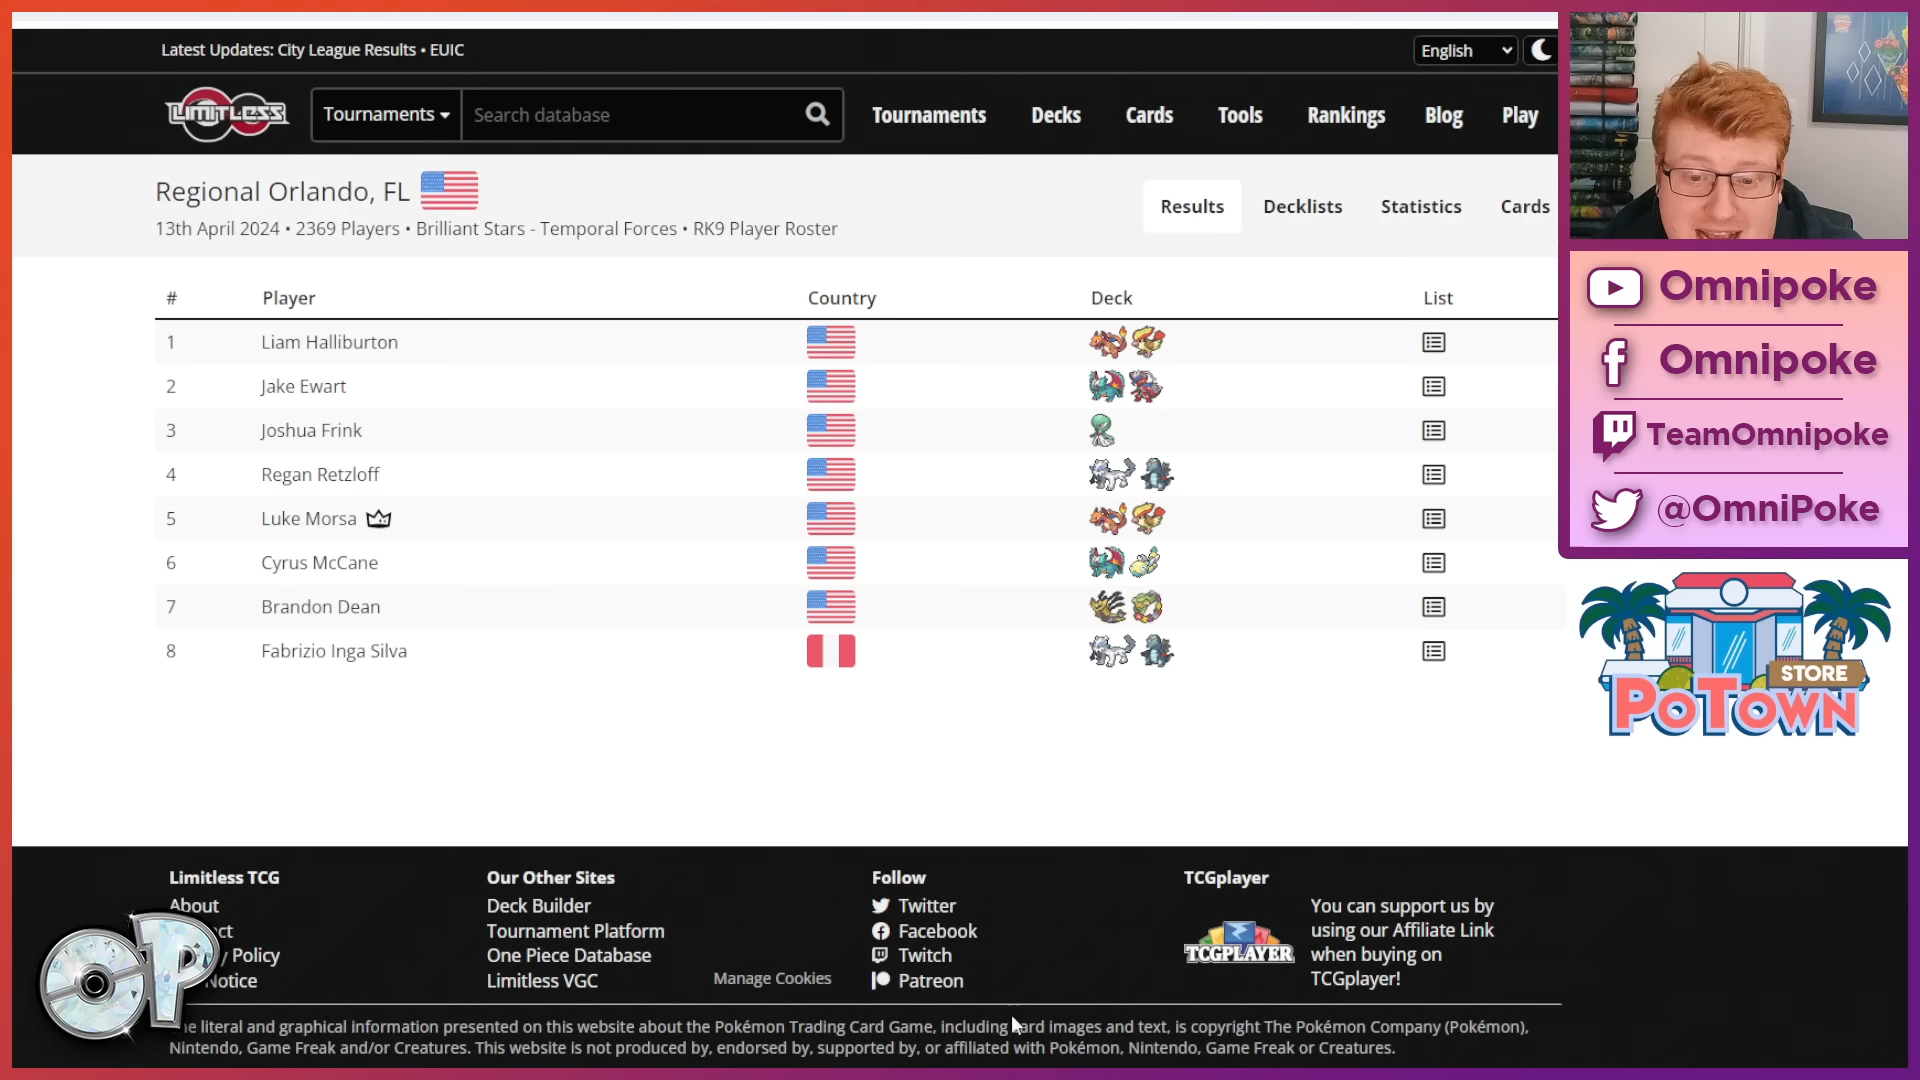 Latest Updates: City League Results • EUIC
English
LIMITLESS
Tournaments
Search database
Tournaments
Decks
Cards
Tools
Rankings
Blog
Play
Regional Orlando, FL
13th April 2024 • 2369 Players • Brilliant Stars - Temporal Forces • RK9 Player Roster
Results
Decklists
Statistics
Cards
# Player Country Deck List
1 Liam Halliburton
2 Jake Ewart
3 Joshua Frink
4 Regan Retzloff
5 Luke Morsa
6 Cyrus McCane
7 Brandon Dean
8 Fabrizio Inga Silva
Omnipoke
Omnipoke
TeamOmnipoke
@OmniPoke
STORE
POTOWN
Limitless TCG
About
ct
y Policy
Notice
Our Other Sites
Deck Builder
Tournament Platform
One Piece Database
Limitless VGC
Manage Cookies
Follow
Twitter
Facebook
Twitch
Patreon
TCGplayer
TCGPLAYER
You can support us by
using our Affiliate Link
when buying on
TCGplayer!
OP
he literal and graphical information presented on this website about the Pokémon Trading Card Game, including card images and text, is copyright The Pokémon Company (Pokémon),
Nintendo, Game Freak and/or Creatures. This website is not produced by, endorsed by, supported by, or affiliated with Pokémon, Nintendo, Game Freak or Creatures.